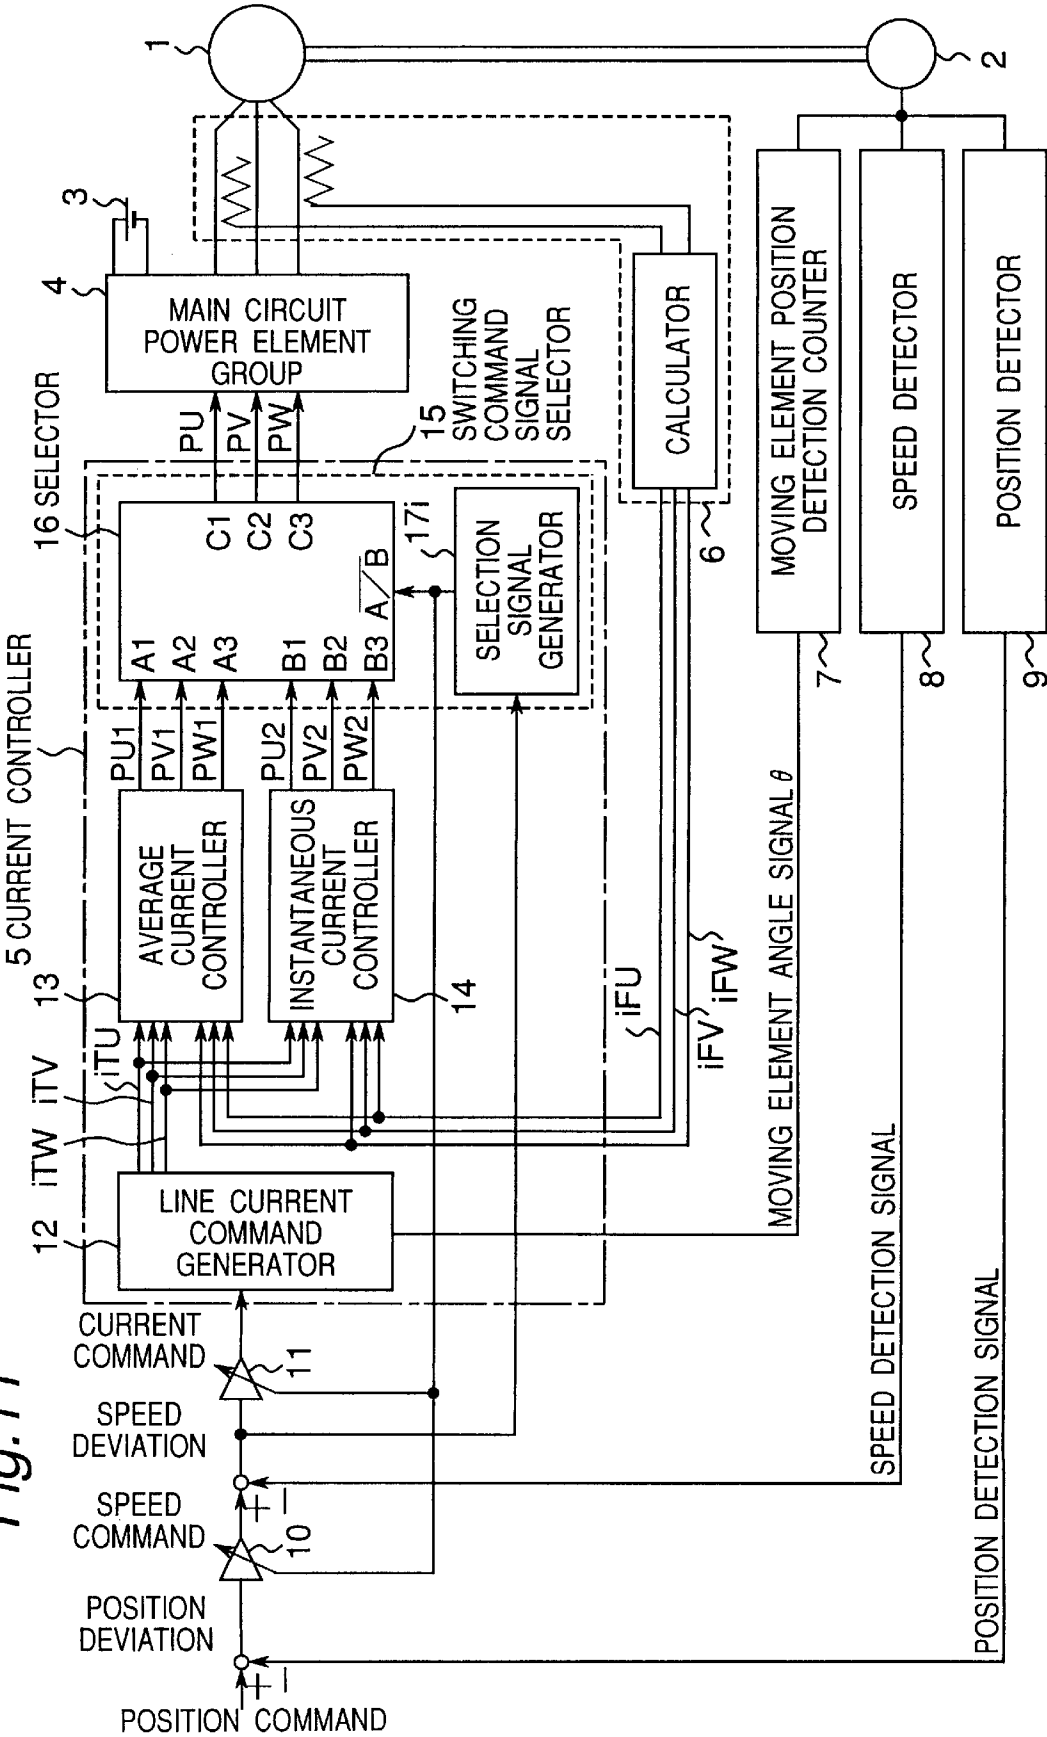 Fig.11
5 CURRENT CONTROLLER
16 SELECTOR
4
3
1
2
12
iTW
iTV
iTU
13
LINE CURRENT
COMMAND
GENERATOR
AVERAGE
CURRENT
CONTROLLER
PU1
PV1
PW1
A1
A2
A3
C1
C2
C3
PU
PV
PW
MAIN CIRCUIT
POWER ELEMENT
GROUP
INSTANTANEOUS
CURRENT
CONTROLLER
14
PU2
PV2
PW2
B1
B2
B3
A/B
17i
SELECTION
SIGNAL
GENERATOR
15
SWITCHING
COMMAND
SIGNAL
SELECTOR
POSITION COMMAND
+
−
POSITION
DEVIATION
10
SPEED
COMMAND
+
−
SPEED
DEVIATION
11
CURRENT
COMMAND
iFU
iFV
iFW
CALCULATOR
6
MOVING ELEMENT ANGLE SIGNAL θ
7
MOVING ELEMENT POSITION
DETECTION COUNTER
SPEED DETECTION SIGNAL
8
SPEED DETECTOR
POSITION DETECTION SIGNAL
9
POSITION DETECTOR